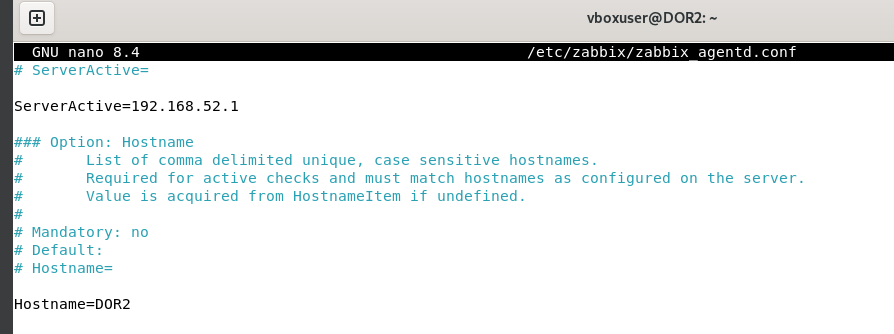 vboxuser@DOR2: ~
GNU nano 8.4 /etc/zabbix/zabbix_agentd.conf
# ServerActive=
ServerActive=192.168.52.1
### Option: Hostname
#       List of comma delimited unique, case sensitive hostnames.
#       Required for active checks and must match hostnames as configured on the server.
#       Value is acquired from HostnameItem if undefined.
#
# Mandatory: no
# Default:
# Hostname=
Hostname=DOR2